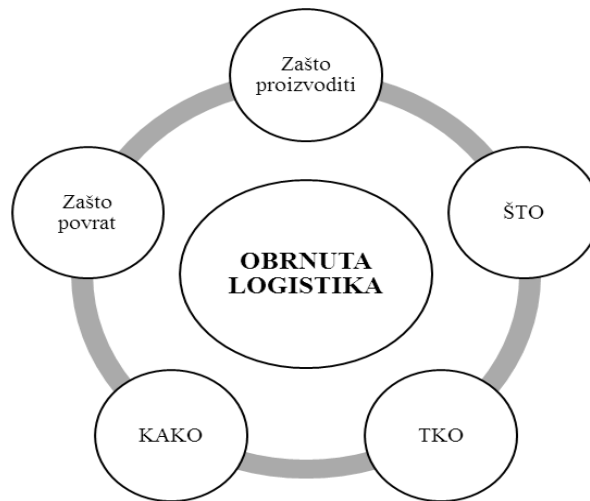 Zašto
proizvoditi
Zašto
povrat
ŠTO
OBRNUTA
LOGISTIKA
KAKO
TKO